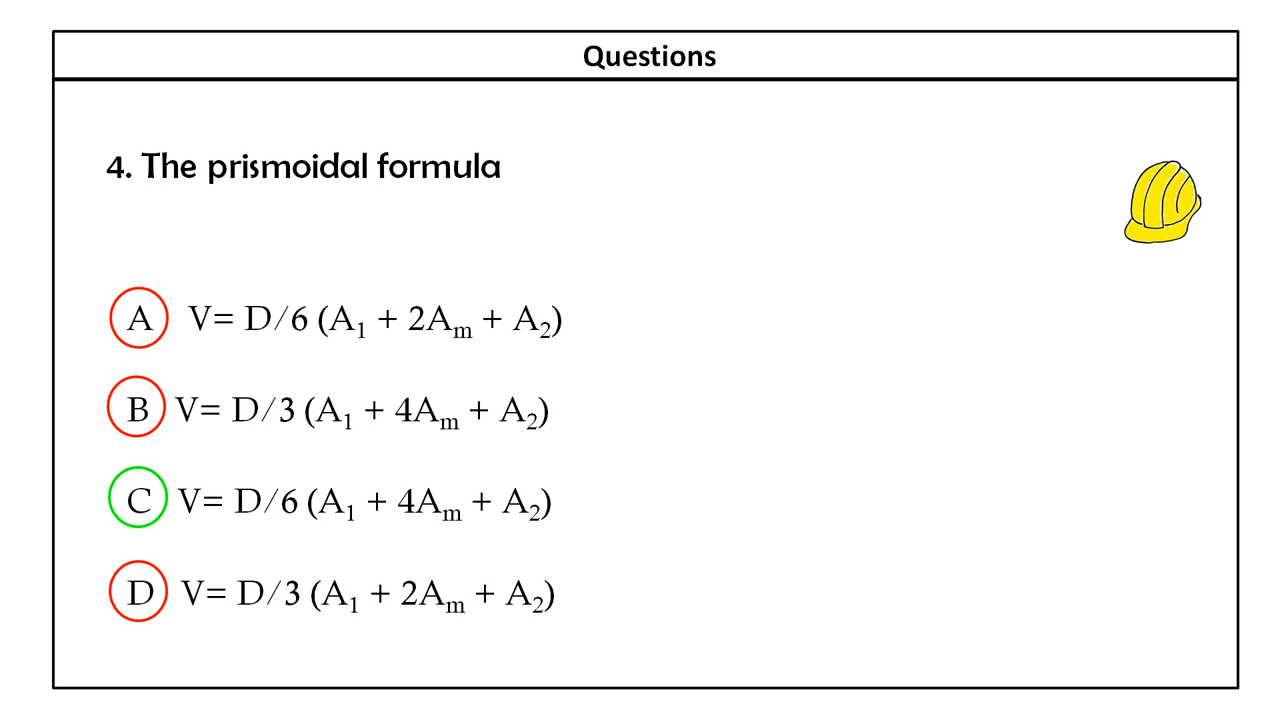 Questions
4. The prismoidal formula
A V= D/6 (A₁ + 2Aₘ + A₂)
B V= D/3 (A₁ + 4Aₘ + A₂)
C V= D/6 (A₁ + 4Aₘ + A₂)
D V= D/3 (A₁ + 2Aₘ + A₂)